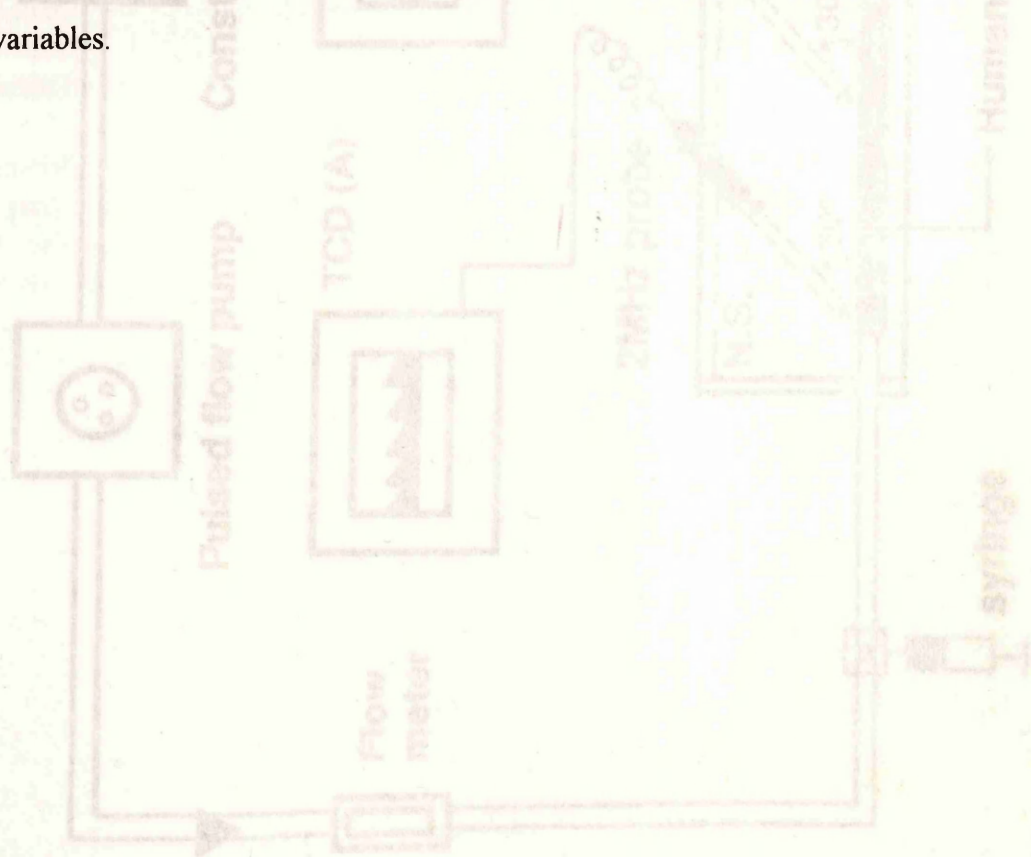 variables.
Pulsed flow pump
TCD (A)
2MHz probe
N.S.
flow
meter
syringe